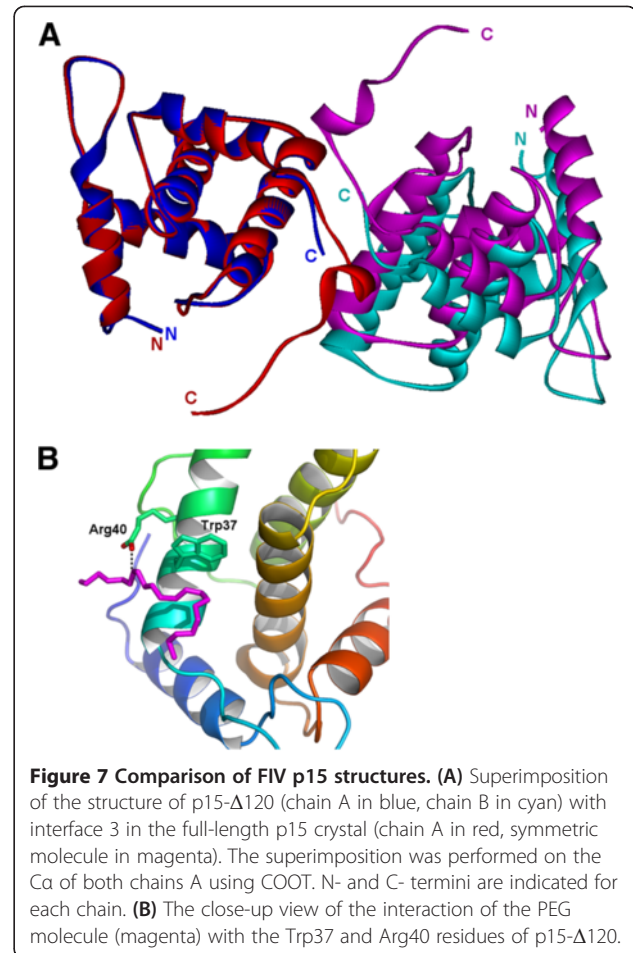 A
C
N
N
C
C
N
N
C
B
Arg40
Trp37
Figure 7 Comparison of FIV p15 structures. (A) Superimposition
of the structure of p15-Δ120 (chain A in blue, chain B in cyan) with
interface 3 in the full-length p15 crystal (chain A in red, symmetric
molecule in magenta). The superimposition was performed on the
Cα of both chains A using COOT. N- and C- termini are indicated for
each chain. (B) The close-up view of the interaction of the PEG
molecule (magenta) with the Trp37 and Arg40 residues of p15-Δ120.